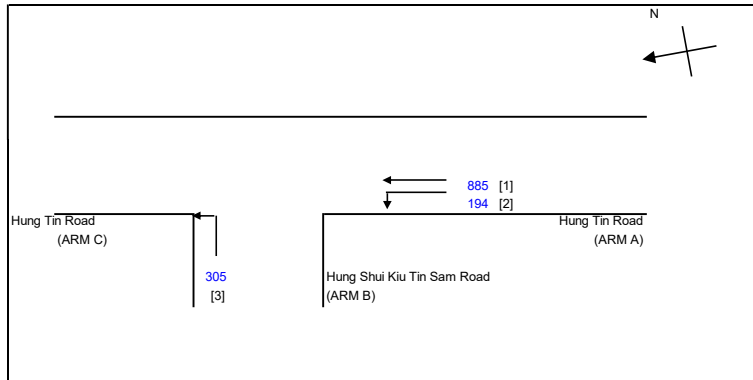 N
885 [1]
194 [2]
Hung Tin Road
(ARM C)
Hung Tin Road
(ARM A)
305
[3]
Hung Shui Kiu Tin Sam Road
(ARM B)